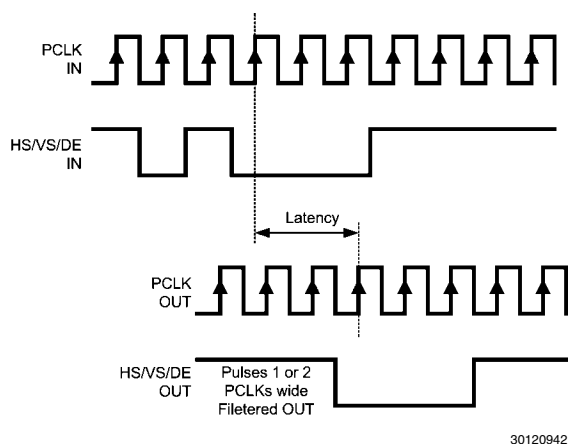 PCLK
IN
HS/VS/DE
IN
Latency
PCLK
OUT
HS/VS/DE
OUT
Pulses 1 or 2
PCLKs wide
Filetered OUT
30120942